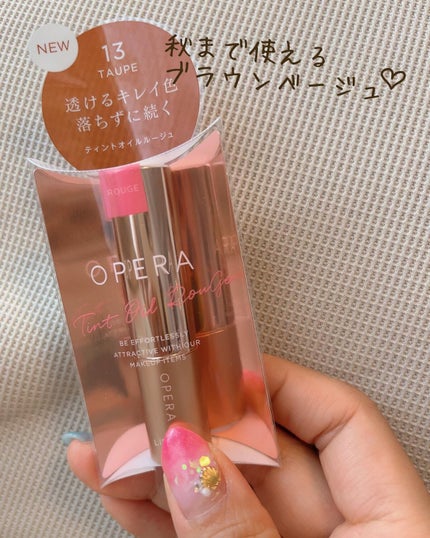 NEW
13
TAUPE
透けるキレイ色
落ちずに続く
ティントオイルルージュ
秋まで使える
ブラウンベージュ♡
ROUGE
OPERA
Tint Oil Rouge
BE EFFORTLESSLY
ATTRACTIVE WITH OUR
MAKEUP ITEMS
OPERA